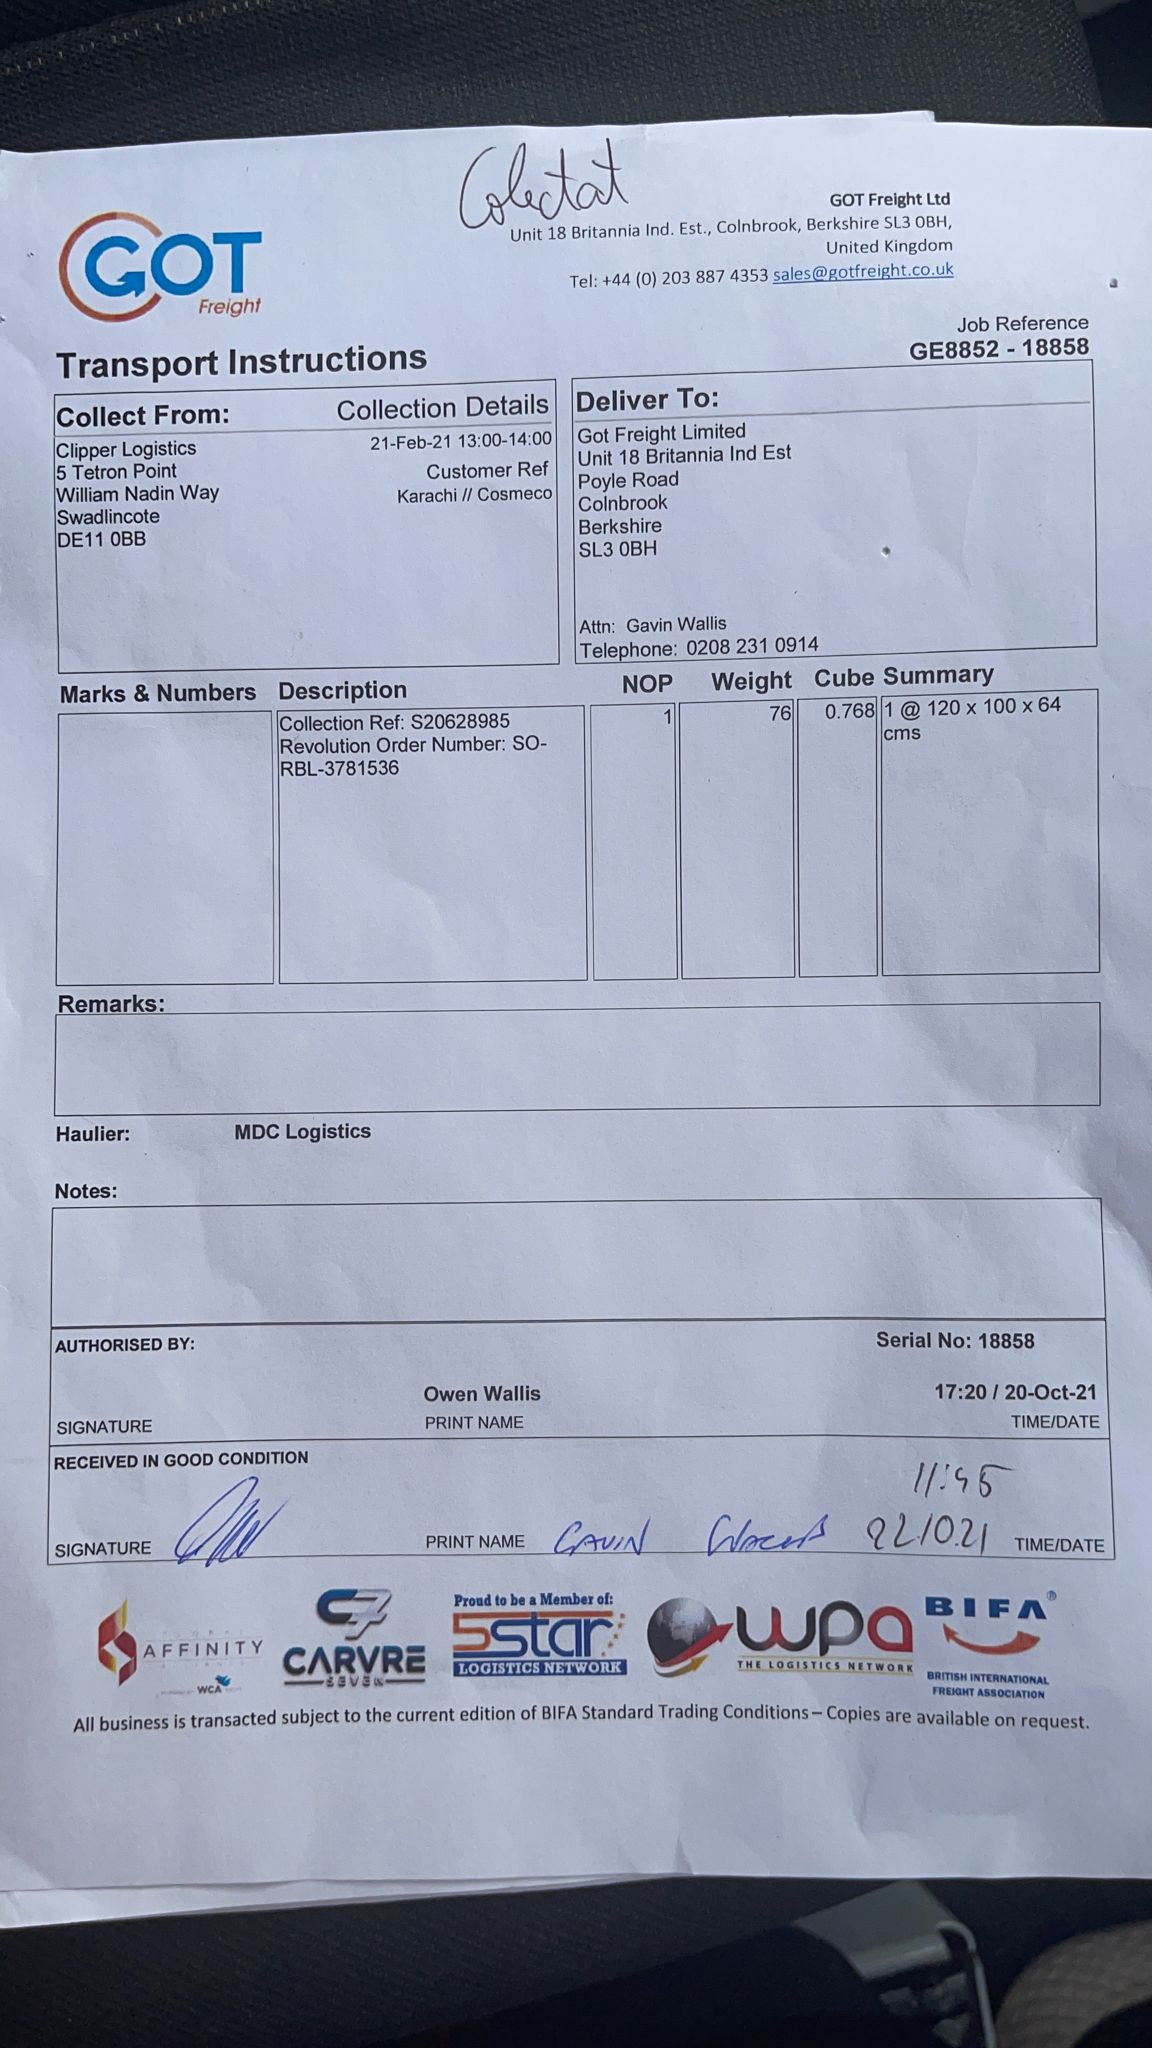 Colectat
GOT
Freight
GOT Freight Ltd
Unit 18 Britannia Ind. Est., Colnbrook, Berkshire SL3 0BH,
United Kingdom
Tel: +44 (0) 203 887 4353 sales@gotfreight.co.uk
Job Reference
GE8852 - 18858
Transport Instructions
Collect From: Collection Details
Clipper Logistics 21-Feb-21 13:00-14:00
5 Tetron Point Customer Ref
William Nadin Way Karachi // Cosmeco
Swadlincote
DE11 0BB
Deliver To:
Got Freight Limited
Unit 18 Britannia Ind Est
Poyle Road
Colnbrook
Berkshire
SL3 0BH
Attn: Gavin Wallis
Telephone: 0208 231 0914
Marks & Numbers Description NOP Weight Cube Summary
Collection Ref: S20628985 1 76 0.768 1 @ 120 x 100 x 64
Revolution Order Number: SO- cms
RBL-3781536
Remarks:
Haulier: MDC Logistics
Notes:
AUTHORISED BY: Serial No: 18858
Owen Wallis 17:20 / 20-Oct-21
SIGNATURE PRINT NAME TIME/DATE
RECEIVED IN GOOD CONDITION 11:45
SIGNATURE PRINT NAME GAVIN 22.10.21 TIME/DATE
AFFINITY
WCA
C7
CARVRE
SEVEN
Proud to be a Member of:
5star
LOGISTICS NETWORK
wpa
THE LOGISTICS NETWORK
BIFA®
BRITISH INTERNATIONAL
FREIGHT ASSOCIATION
All business is transacted subject to the current edition of BIFA Standard Trading Conditions – Copies are available on request.